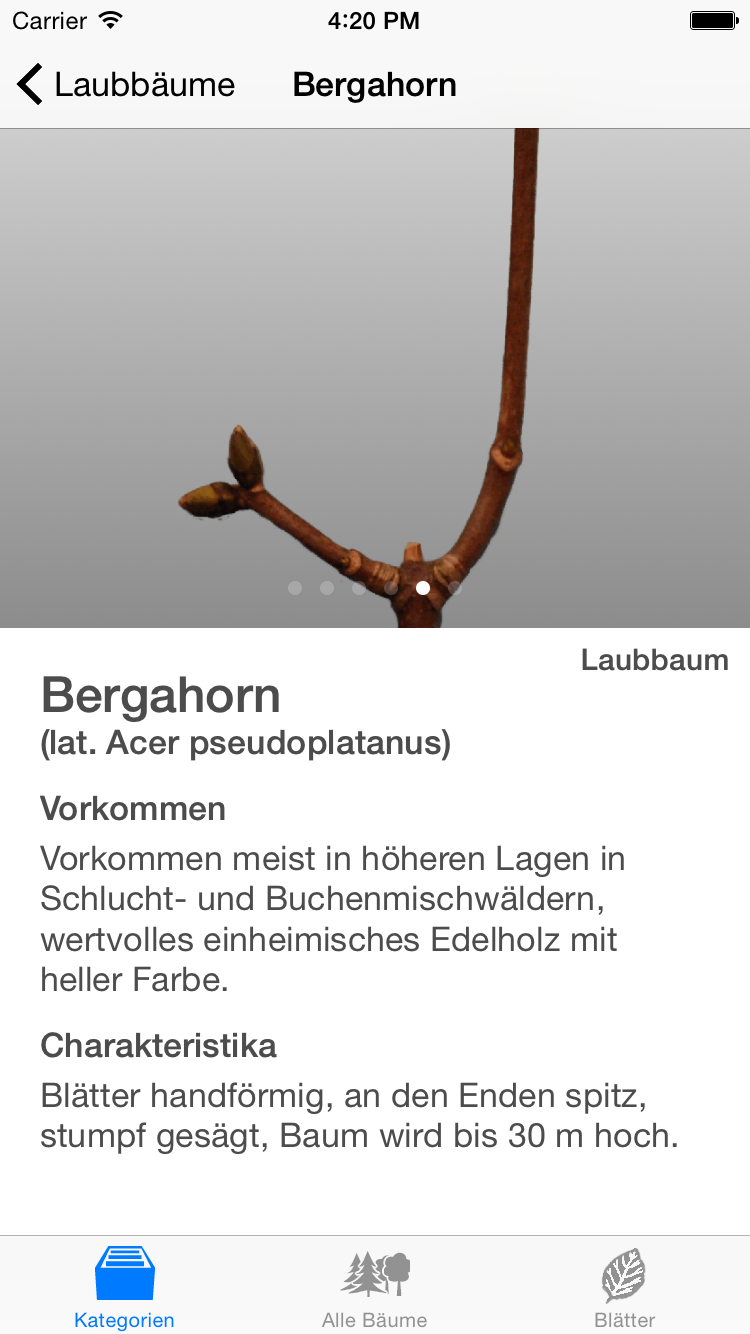 Carrier 4:20 PM
Laubbäume Bergahorn
Laubbaum
Bergahorn
(lat. Acer pseudoplatanus)
Vorkommen
Vorkommen meist in höheren Lagen in
Schlucht- und Buchenmischwäldern,
wertvolles einheimisches Edelholz mit
heller Farbe.
Charakteristika
Blätter handförmig, an den Enden spitz,
stumpf gesägt, Baum wird bis 30 m hoch.
Kategorien Alle Bäume Blätter